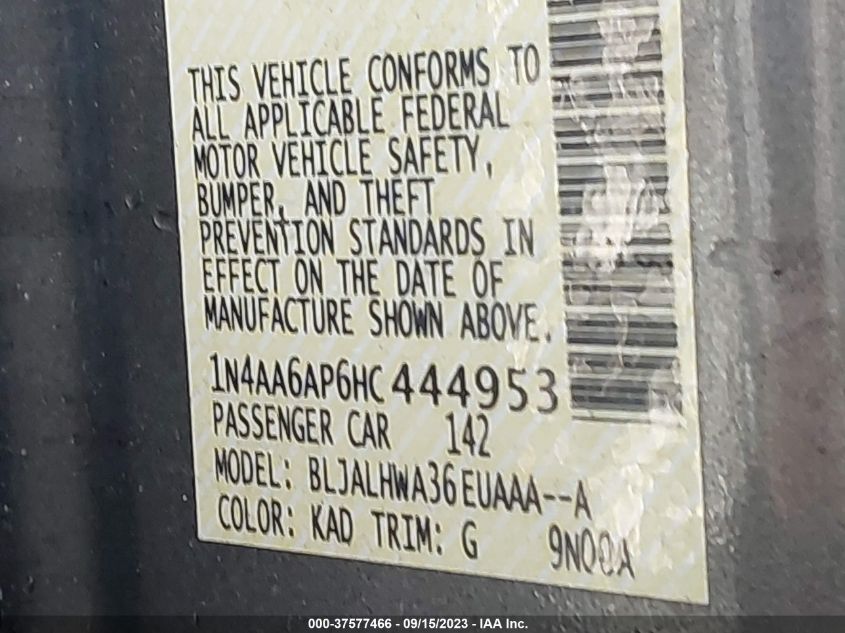 THIS VEHICLE CONFORMS TO
ALL APPLICABLE FEDERAL
MOTOR VEHICLE SAFETY,
BUMPER, AND THEFT
PREVENTION STANDARDS IN
EFFECT ON THE DATE OF
MANUFACTURE SHOWN ABOVE.
1N4AA6AP6HC444953
PASSENGER CAR 142
MODEL: BLJALHWA36EUAAA--A
COLOR: KAD TRIM: G 9N00A
000-37577466 - 09/15/2023 - IAA Inc.